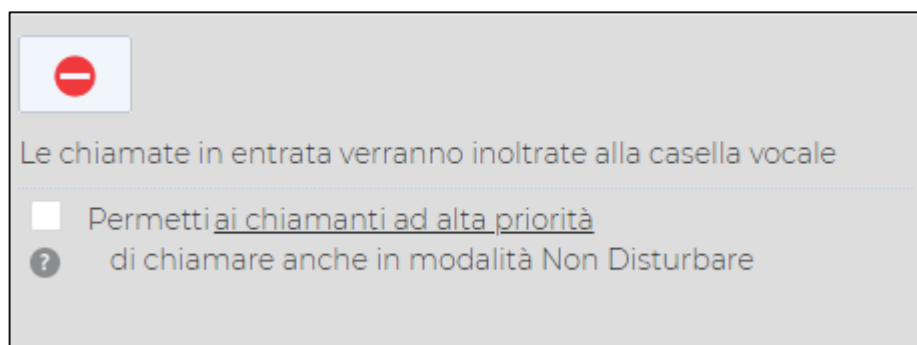 Le chiamate in entrata verranno inoltrate alla casella vocale
Permetti ai chiamanti ad alta priorità
? di chiamare anche in modalità Non Disturbare